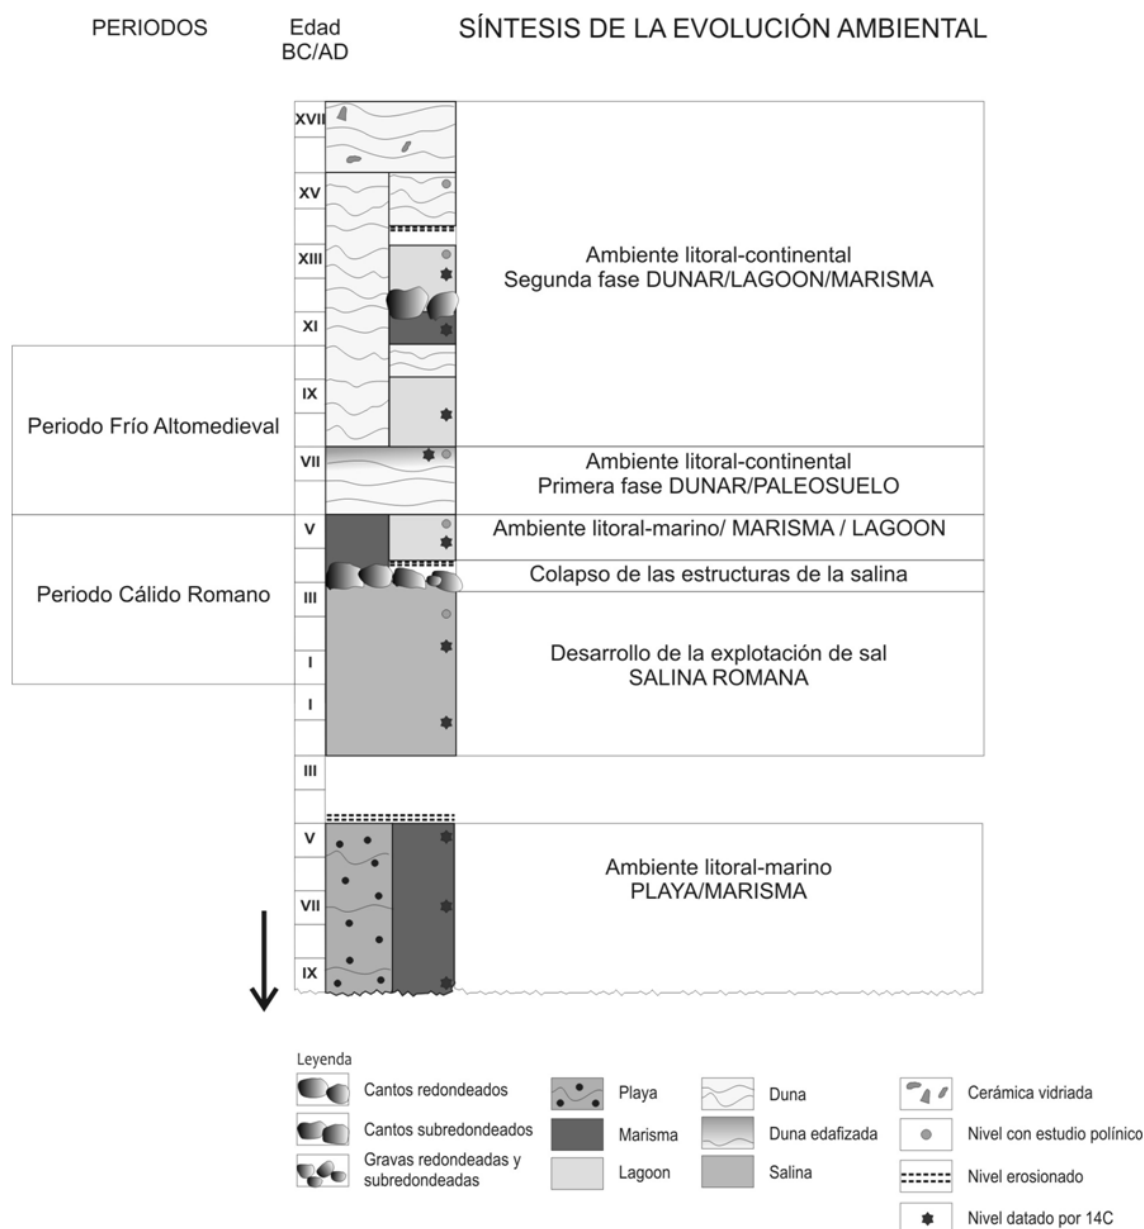 PERIODOS
Edad
BC/AD
SÍNTESIS DE LA EVOLUCIÓN AMBIENTAL
XVII
XV
XIII
XI
IX
VII
V
III
I
I
III
V
VII
IX
Periodo Frío Altomedieval
Periodo Cálido Romano
Ambiente litoral-continental
Segunda fase DUNAR/LAGOON/MARISMA
Ambiente litoral-continental
Primera fase DUNAR/PALEOSUELO
Ambiente litoral-marino/ MARISMA / LAGOON
Colapso de las estructuras de la salina
Desarrollo de la explotación de sal
SALINA ROMANA
Ambiente litoral-marino
PLAYA/MARISMA
Leyenda
Cantos redondeados
Cantos subredondeados
Gravas redondeadas y
subredondeadas
Playa
Marisma
Lagoon
Duna
Duna edafizada
Salina
Cerámica vidriada
Nivel con estudio polínico
Nivel erosionado
Nivel datado por 14C